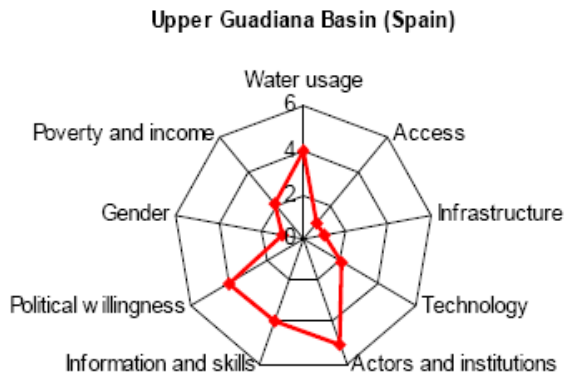 Upper Guadiana Basin (Spain)
Water usage
6
Poverty and income
Access
4
Gender
2
Infrastructure
0
Political willingness
Technology
Information and skills
Actors and institutions